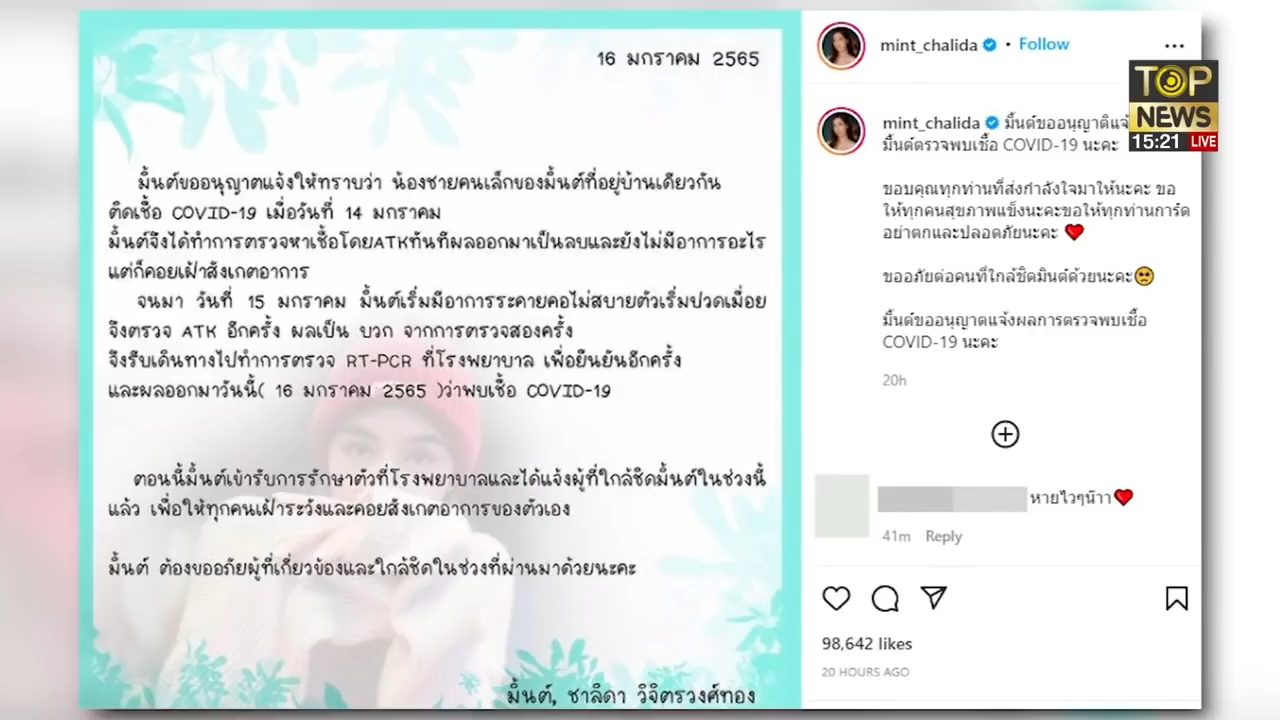 16 มกราคม 2565
มิ้นต์ขออนุญาตแจ้งให้ทราบว่า น้องชายคนเล็กของมิ้นต์ที่อยู่บ้านเดียวกัน
ติดเชื้อ COVID-19 เมื่อวันที่ 14 มกราคม
มิ้นต์จึงได้ทำการตรวจหาเชื้อโดยATKทันทีผลออกมาเป็นลบและยังไม่มีอาการอะไร
แต่ก็คอยเฝ้าสังเกตอาการ
จนมา วันที่ 15 มกราคม มิ้นต์เริ่มมีอาการระคายคอไม่สบายตัวเริ่มปวดเมื่อย
จึงตรวจ ATK อีกครั้ง ผลเป็น บวก จากการตรวจสองครั้ง
จึงรีบเดินทางไปทำการตรวจ RT-PCR ที่โรงพยาบาล เพื่อยืนยันอีกครั้ง
และผลออกมาวันนี้( 16 มกราคม 2565 )ว่าพบเชื้อ COVID-19
ตอนนี้มิ้นต์เข้ารับการรักษาตัวที่โรงพยาบาลและได้แจ้งผู้ที่ใกล้ชิดมิ้นต์ในช่วงนี้
แล้ว เพื่อให้ทุกคนเฝ้าระวังและคอยสังเกตอาการของตัวเอง
มิ้นต์ ต้องขออภัยผู้ที่เกี่ยวข้องและใกล้ชิดในช่วงที่ผ่านมาด้วยนะคะ
มิ้นต์, ชาลิดา วิจิตรวงศ์ทอง
mint_chalida • Follow
TOP
NEWS
15:21 LIVE
mint_chalida มิ้นต์ขออนุญาติแจ้
มิ้นต์ตรวจพบเชื้อ COVID-19 นะคะ
ขอบคุณทุกท่านที่ส่งกำลังใจมาให้นะคะ ขอ
ให้ทุกคนสุขภาพแข็งนะคะขอให้ทุกท่านการ์ด
อย่าตกและปลอดภัยนะคะ ❤️
ขออภัยต่อคนที่ใกล้ชิดมินต์ด้วยนะคะ🥺
มิ้นต์ขออนุญาตแจ้งผลการตรวจพบเชื้อ
COVID-19 นะคะ
20h
หายไวๆน๊าา❤️
41m Reply
98,642 likes
20 HOURS AGO